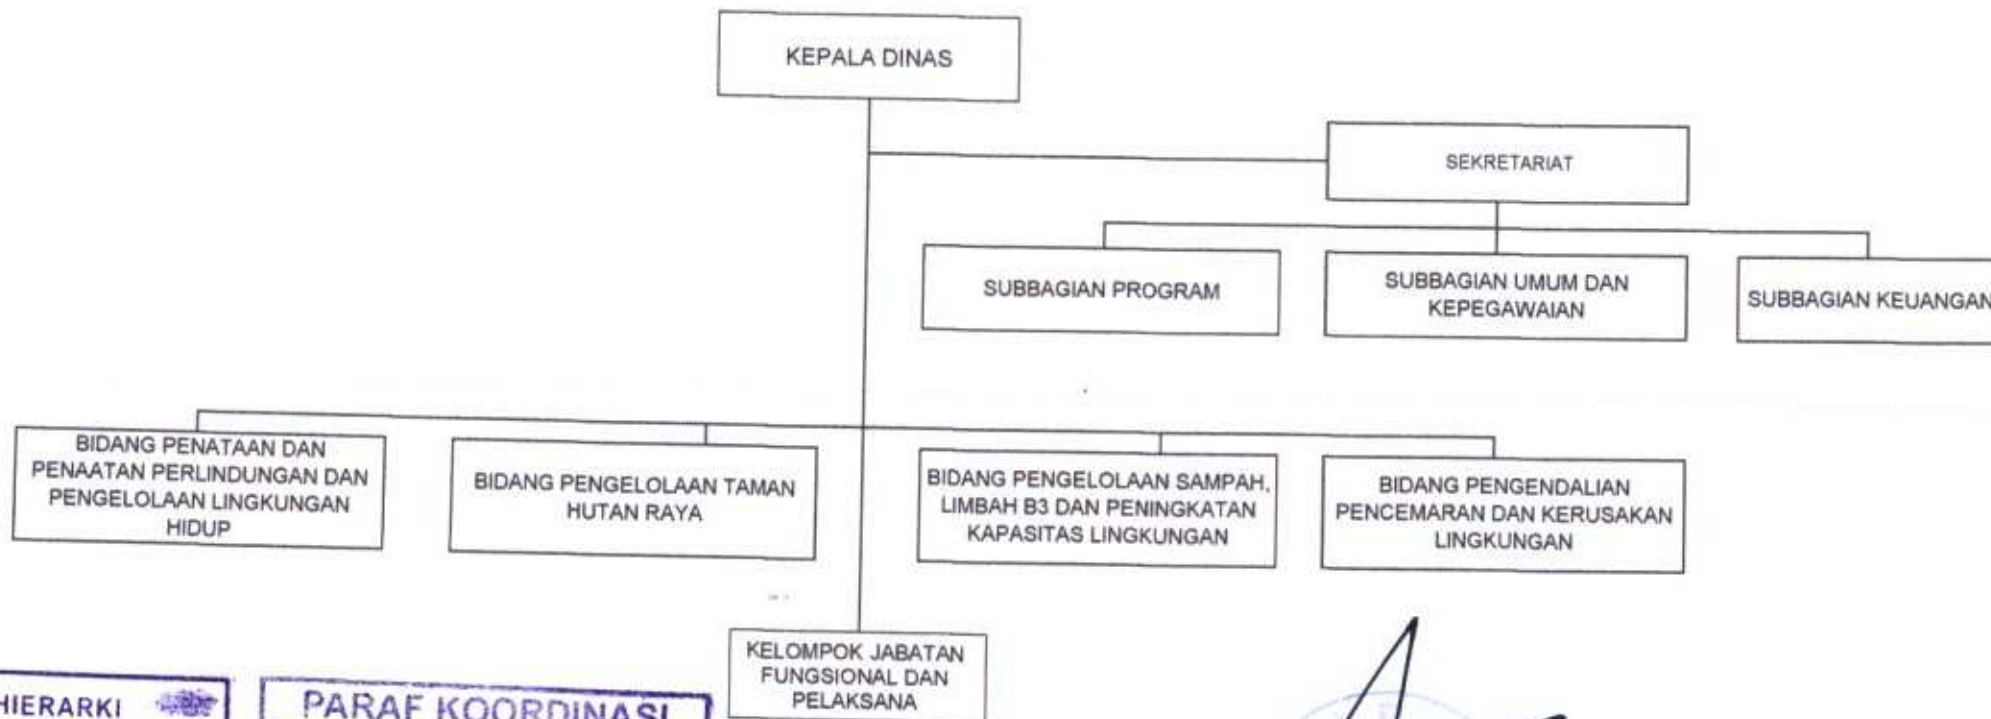 KEPALA DINAS
SEKRETARIAT
SUBBAGIAN PROGRAM
SUBBAGIAN UMUM DAN
KEPEGAWAIAN
SUBBAGIAN KEUANGAN
BIDANG PENATAAN DAN
PENAATAN PERLINDUNGAN DAN
PENGELOLAAN LINGKUNGAN
HIDUP
BIDANG PENGELOLAAN TAMAN
HUTAN RAYA
BIDANG PENGELOLAAN SAMPAH,
LIMBAH B3 DAN PENINGKATAN
KAPASITAS LINGKUNGAN
BIDANG PENGENDALIAN
PENCEMARAN DAN KERUSAKAN
LINGKUNGAN
KELOMPOK JABATAN
FUNGSIONAL DAN
PELAKSANA
HIERARKI
PARAF KOORDINASI